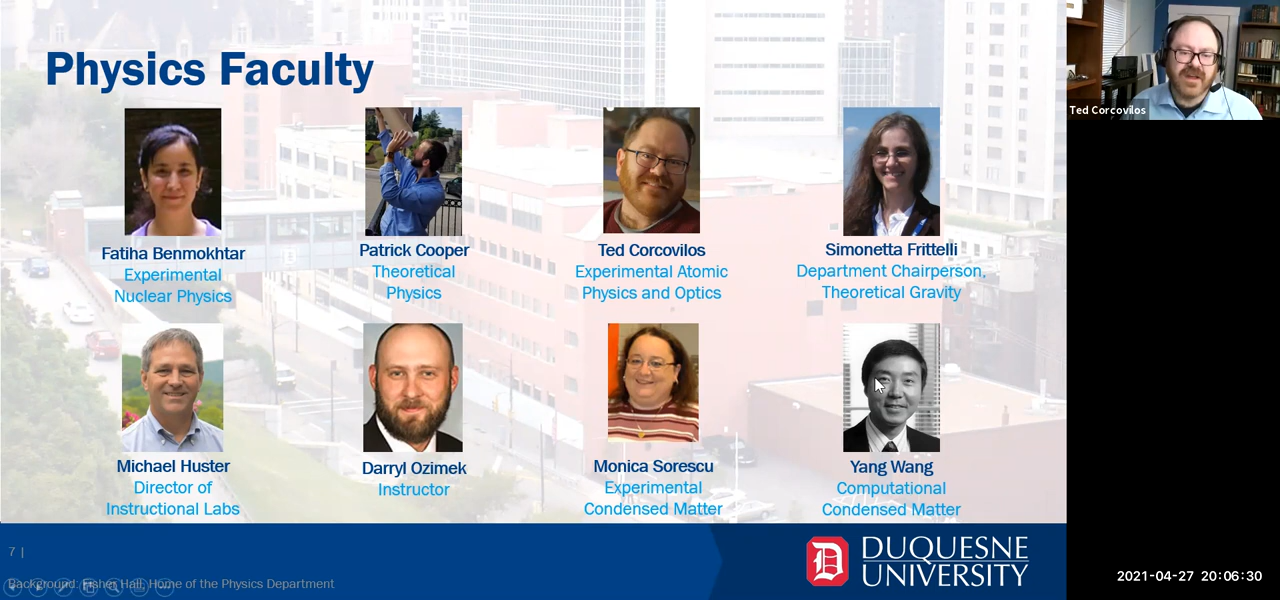 Physics Faculty
Ted Corcovilos
Fatiha Benmokhtar
Experimental
Nuclear Physics
Patrick Cooper
Theoretical
Physics
Ted Corcovilos
Experimental Atomic
Physics and Optics
Simonetta Frittelli
Department Chairperson,
Theoretical Gravity
Michael Huster
Director of
Instructional Labs
Darryl Ozimek
Instructor
Monica Sorescu
Experimental
Condensed Matter
Yang Wang
Computational
Condensed Matter
7 |
Background: Fisher Hall, Home of the Physics Department
D
DUQUESNE
UNIVERSITY
2021-04-27 20:06:30